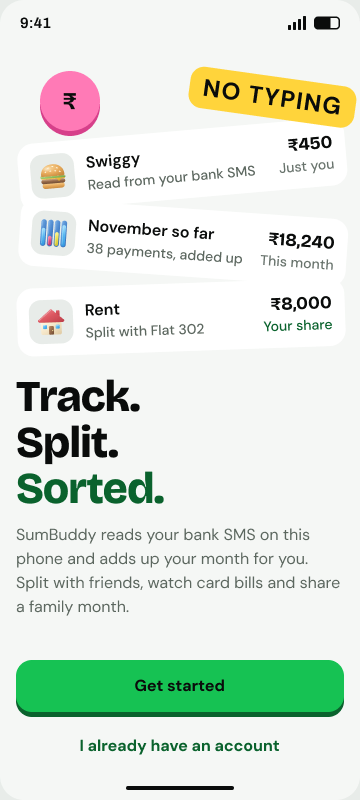 9:41
₹
NO TYPING
Swiggy
₹450
Read from your bank SMS
Just you
November so far
₹18,240
38 payments, added up
This month
Rent
₹8,000
Split with Flat 302
Your share
Track.
Split.
Sorted.
SumBuddy reads your bank SMS on this
phone and adds up your month for you.
Split with friends, watch card bills and share
a family month.
Get started
I already have an account